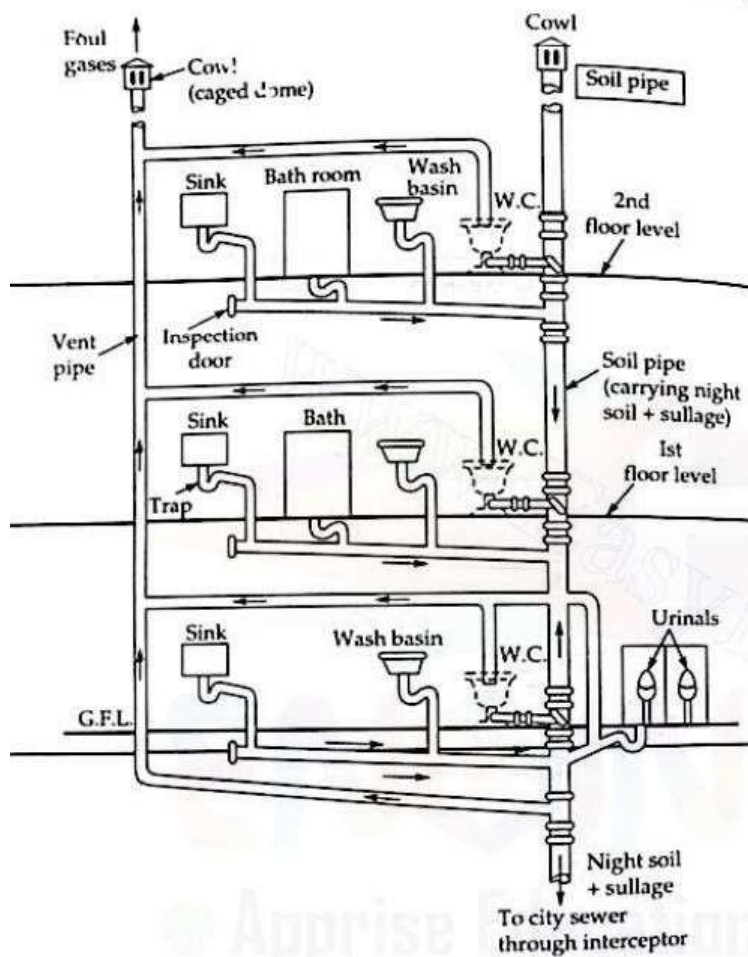 Foul
gases
Cowl
(caged dome)
Cowl
Soil pipe
Sink
Bath room
Wash
basin
W.C.
2nd
floor level
Vent
pipe
Inspection
door
Soil pipe
(carrying night
soil + sullage)
Sink
Bath
W.C.
Ist
floor level
Trap
Sink
Wash basin
W.C.
Urinals
G.F.L.
Night soil
+ sullage
To city sewer
through interceptor
Apprise Education